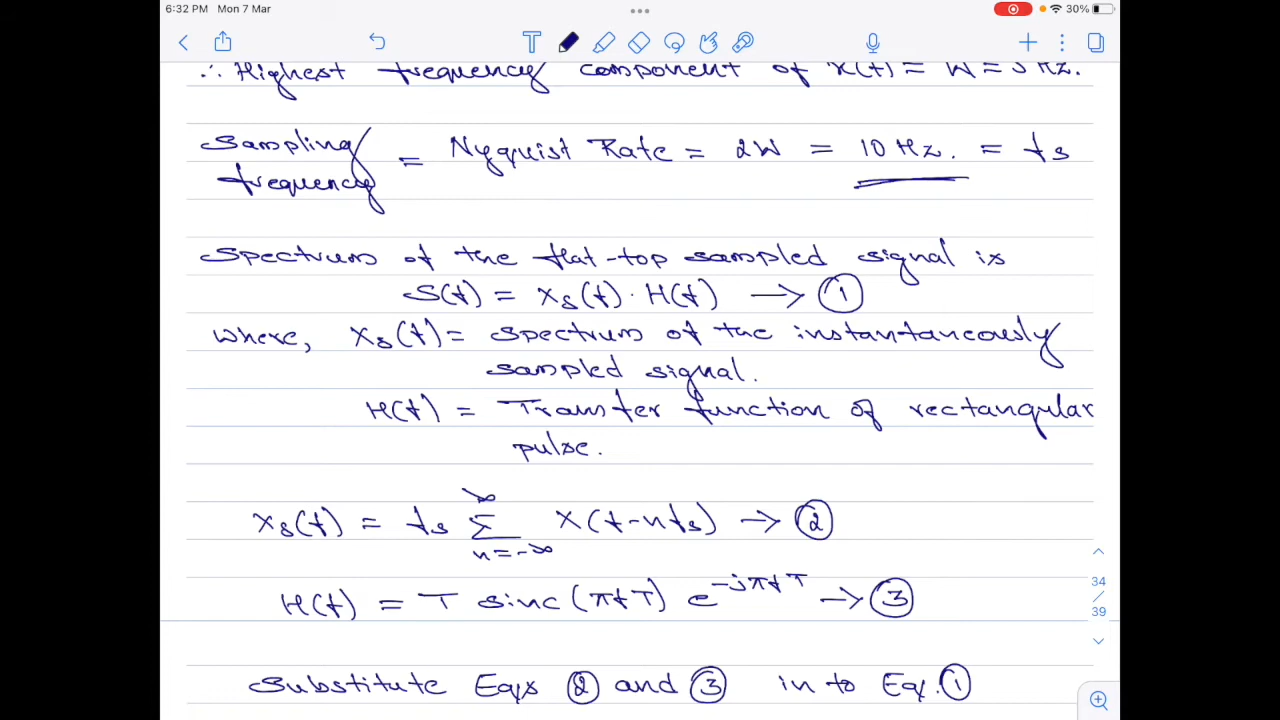 6:32 PM Mon 7 Mar
30%
∴ Highest frequency component of x(t) = W = 5 Hz.
Sampling frequency = Nyquist Rate = 2W = 10 Hz. = fs
Spectrum of the flat-top sampled signal is
S(f) = Xδ(f) · H(f) → ①
where, Xδ(f) = spectrum of the instantaneously
sampled signal.
H(f) = Transfer function of rectangular
pulse.
Xδ(f) = fs ∑_{n=-∞}^{∞} X(f-nfs) → ②
H(f) = T sinc(πfT) e^{-jπfT} → ③
34
/
39
Substitute Eqs ② and ③ in to Eq. ①